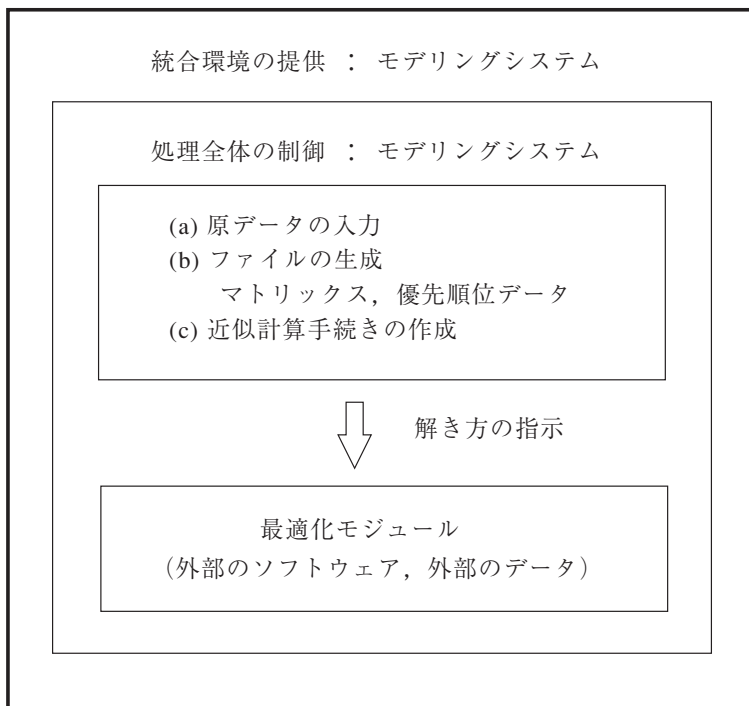 統合環境の提供 : モデリングシステム
処理全体の制御 : モデリングシステム
(a) 原データの入力
(b) ファイルの生成
マトリックス，優先順位データ
(c) 近似計算手続きの作成
解き方の指示
最適化モジュール
（外部のソフトウェア，外部のデータ）